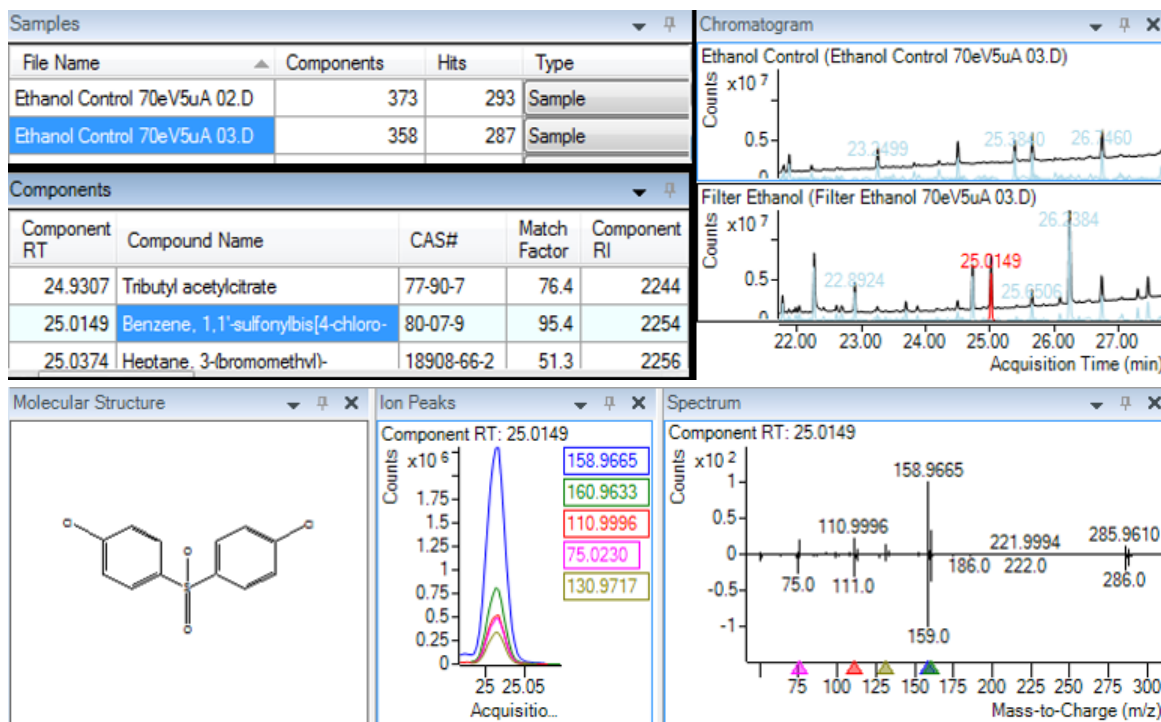 Samples
File Name Components Hits Type
Ethanol Control 70eV5uA 02.D 373 293 Sample
Ethanol Control 70eV5uA 03.D 358 287 Sample
Components
Component RT Compound Name CAS# Match Factor Component RI
24.9307 Tributyl acetylcitrate 77-90-7 76.4 2244
25.0149 Benzene, 1,1'-sulfonylbis[4-chloro- 80-07-9 95.4 2254
25.0374 Heptane, 3-(bromomethyl)- 18908-66-2 51.3 2256
Chromatogram
Ethanol Control (Ethanol Control 70eV5uA 03.D)
Counts
x10 7
0.5
23.2499 25.3840 26.7460
Filter Ethanol (Filter Ethanol 70eV5uA 03.D)
Counts
x10 7
26.2384
25.0149
0.5
22.8924 25.6506
0
22.00 23.00 24.00 25.00 26.00 27.00
Acquisition Time (min)
Molecular Structure
Cl Cl
O
S
O
Ion Peaks
Component RT: 25.0149
Counts
x10 6
1.75
1.5
1.25
1
0.75
0.5
0.25
0
158.9665
160.9633
110.9996
75.0230
130.9717
25 25.05
Acquisitio...
Spectrum
Component RT: 25.0149
Counts
x10 2
158.9665
1
0.5
110.9996 221.9994 285.9610
0
75.0 111.0 186.0 222.0 286.0
-0.5
-1
159.0
75 100 125 150 175 200 225 250 275 300
Mass-to-Charge (m/z)